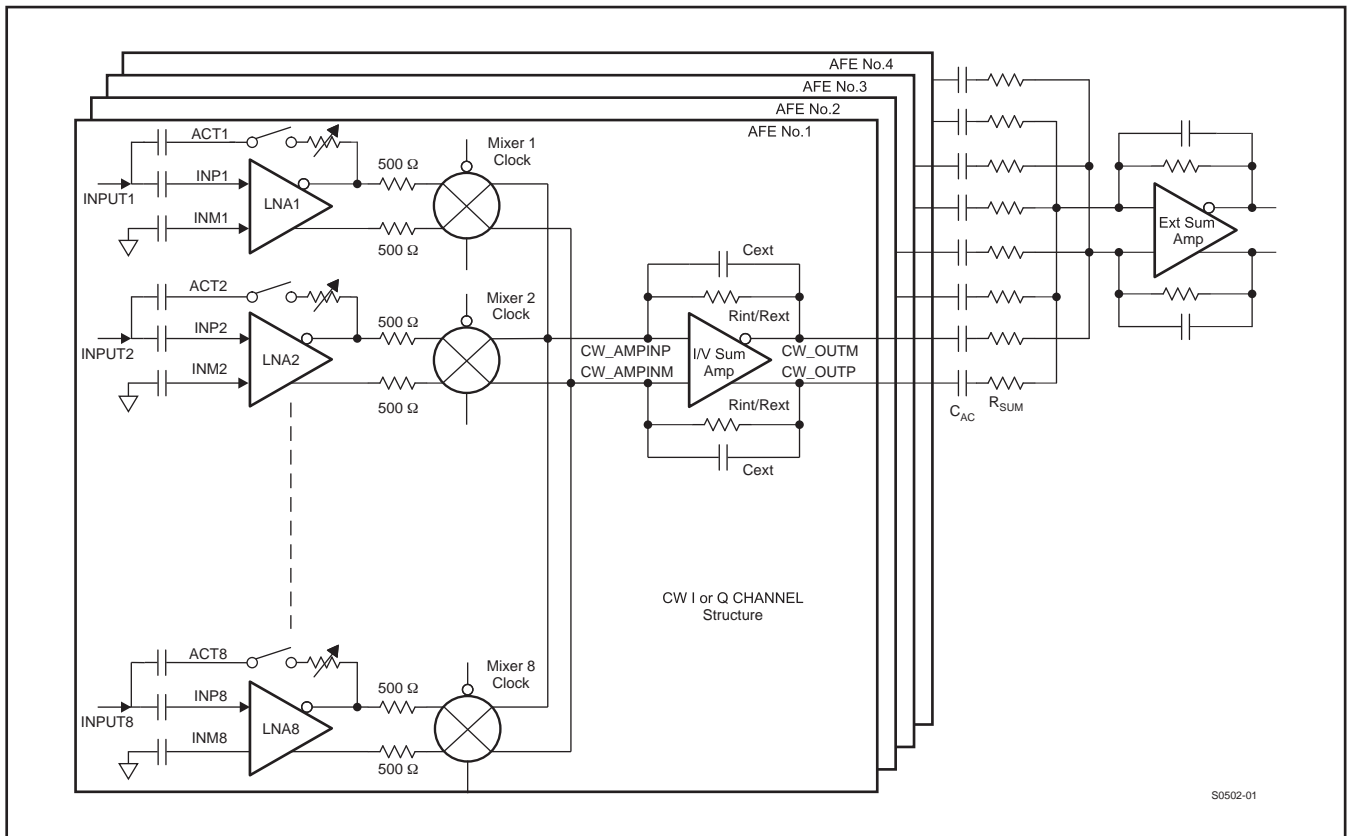 AFE No.4
AFE No.3
AFE No.2
AFE No.1
ACT1
INPUT1
INP1
INM1
LNA1
500 Ω
500 Ω
Mixer 1
Clock
ACT2
INPUT2
INP2
INM2
LNA2
500 Ω
500 Ω
Mixer 2
Clock
Cext
Rint/Rext
CW_AMPINP
CW_AMPINM
I/V Sum
Amp
CW_OUTM
CW_OUTP
Rint/Rext
Cext
CAC
RSUM
Ext Sum
Amp
CW I or Q CHANNEL
Structure
ACT8
INPUT8
INP8
INM8
LNA8
500 Ω
500 Ω
Mixer 8
Clock
S0502-01